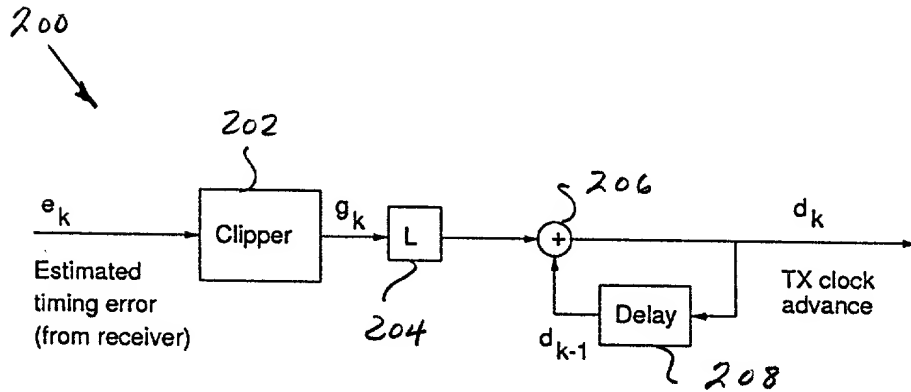 200
202
206
e_k
Clipper
g_k
L
+
d_k
Estimated
timing error
(from receiver)
204
Delay
TX clock
advance
d_{k-1}
208